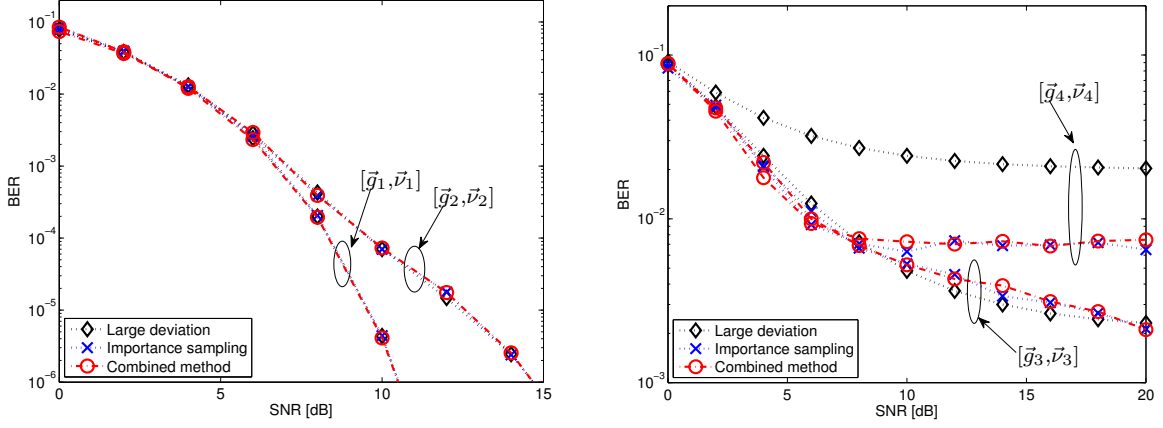 10^{-1}
10^{-2}
10^{-3}
10^{-4}
10^{-5}
10^{-6}
BER
[g⃗1,ν⃗1]
[g⃗2,ν⃗2]
Large deviation
Importance sampling
Combined method
0 5 10 15
SNR [dB]
10^{-1}
10^{-2}
10^{-3}
BER
[g⃗4,ν⃗4]
[g⃗3,ν⃗3]
Large deviation
Importance sampling
Combined method
0 5 10 15 20
SNR [dB]